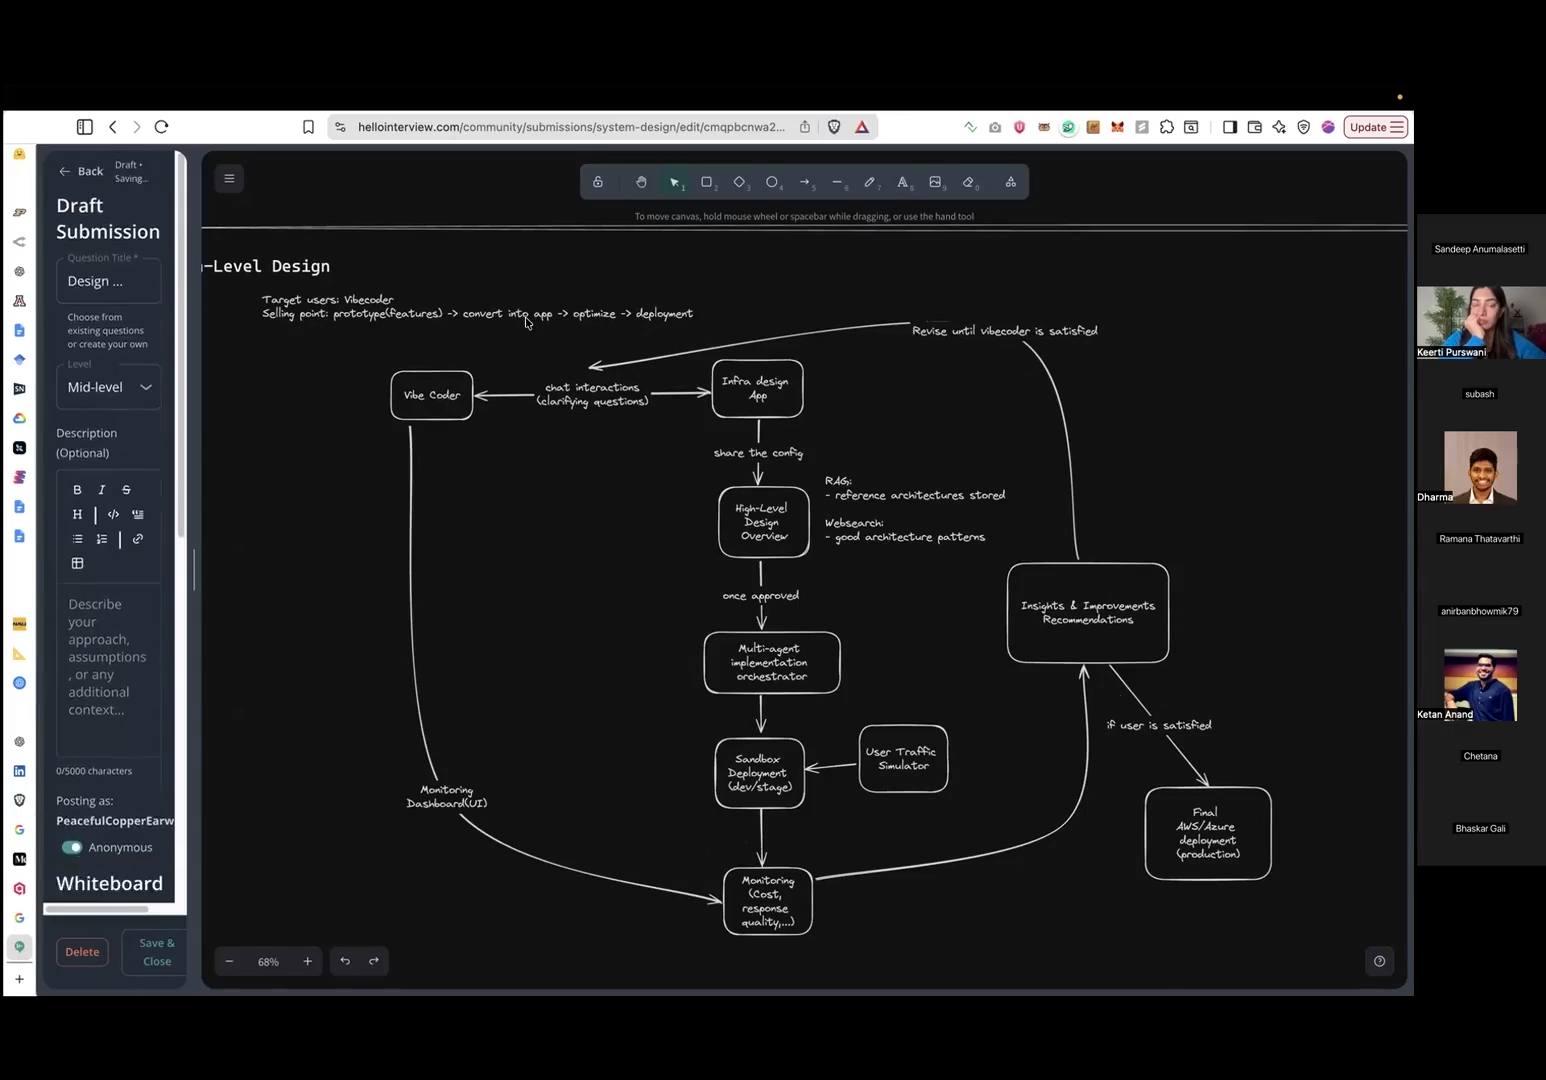 hellointerview.com/community/submissions/system-design/edit/cmqpbcnwa2...
Update
Back
Draft •
Saving...
Draft
Submission
Question Title *
Design ...
Choose from
existing questions
or create your own
Level
Mid-level
Description
(Optional)
B I S
H
Describe
your
approach,
assumptions
, or any
additional
context...
0/5000 characters
Posting as:
PeacefulCopperEarw
Anonymous
Whiteboard
Delete
Save &
Close
To move canvas, hold mouse wheel or spacebar while dragging, or use the hand tool
-Level Design
Target users: Vibecoder
Selling point: prototype(features) -> convert into app -> optimize -> deployment
Revise until vibecoder is satisfied
Vibe Coder
chat interactions
(clarifying questions)
Infra design
App
share the config
High-Level
Design
Overview
RAG:
- reference architectures stored
Websearch:
- good architecture patterns
once approved
Multi-agent
implementation
orchestrator
Insights & Improvements
Recommendations
if user is satisfied
Sandbox
Deployment
(dev/stage)
User Traffic
Simulator
Monitoring
Dashboard(UI)
Final
AWS/Azure
deployment
(production)
Monitoring
(Cost,
response
quality,...)
68%
Sandeep Anumalasetti
Keerti Purswani
subash
Dharma
Ramana Thatavarthi
anirbanbhowmik79
Ketan Anand
Chetana
Bhaskar Gali